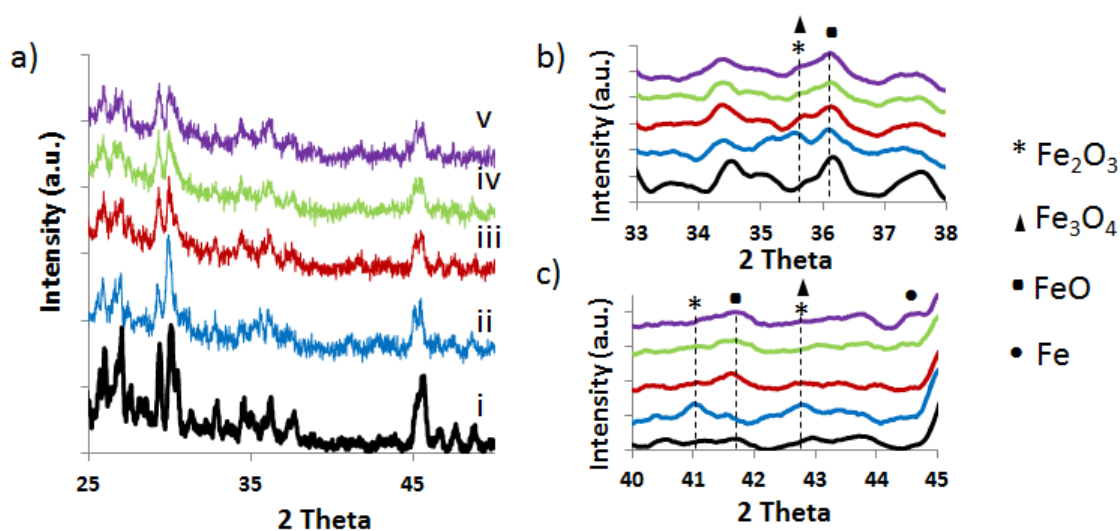 a)
Intensity (a.u.)
v
iv
iii
ii
i
25 35 45
2 Theta
b)
Intensity (a.u.)
▲
* ■
33 34 35 36 37 38
2 Theta
c)
Intensity (a.u.)
▲
* ■ * ●
40 41 42 43 44 45
2 Theta
* Fe₂O₃
▲ Fe₃O₄
■ FeO
● Fe